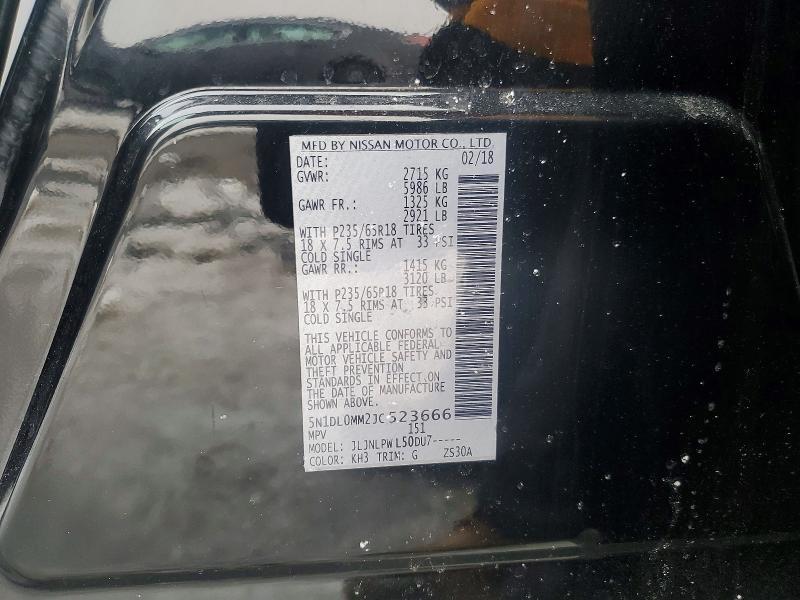 MFD BY NISSAN MOTOR CO., LTD.
DATE: 02/18
GVWR: 2715 KG
5986 LB
GAWR FR.: 1325 KG
2921 LB
WITH P235/65R18 TIRES
18 X 7.5 RIMS AT 33 PSI
COLD SINGLE
GAWR RR.: 1415 KG
3120 LB
WITH P235/65R18 TIRES
18 X 7.5 RIMS AT 33 PSI
COLD SINGLE
THIS VEHICLE CONFORMS TO
ALL APPLICABLE FEDERAL
MOTOR VEHICLE SAFETY AND
THEFT PREVENTION
STANDARDS IN EFFECT ON
THE DATE OF MANUFACTURE
SHOWN ABOVE.
5N1DL0MM2JC523666
MPV 151
MODEL: JLJNLPWL50DU7-----
COLOR: KH3 TRIM: G ZS30A